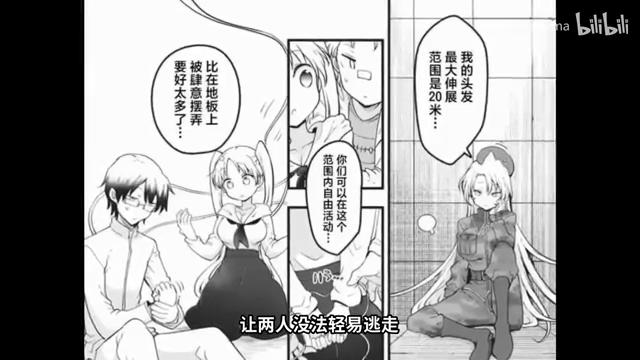 我的头发
最大伸展
范围是20米…
你们可以在这个
范围内自由活动…
比在地板上
被肆意摆弄
要好太多了…
让两人没法轻易逃走
bilibili